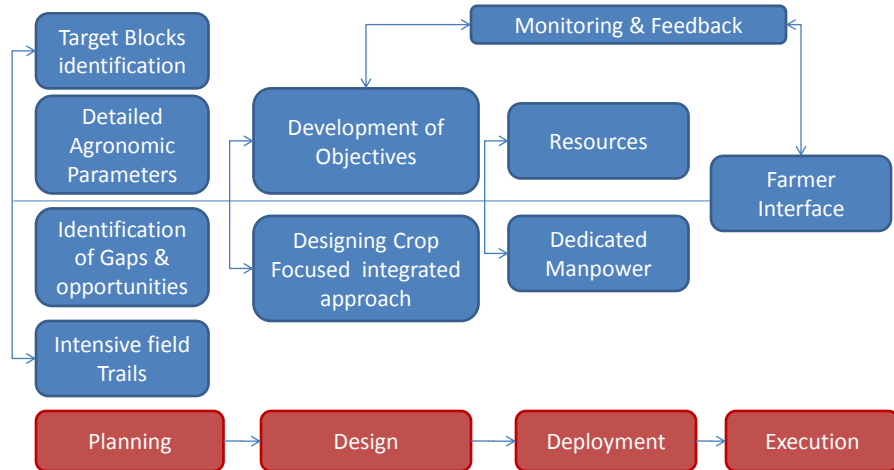 Target Blocks
identification
Detailed
Agronomic
Parameters
Identification
of Gaps &
opportunities
Intensive field
Trails
Development of
Objectives
Designing Crop
Focused  integrated
approach
Monitoring & Feedback
Resources
Dedicated
Manpower
Farmer
Interface
Planning
Design
Deployment
Execution